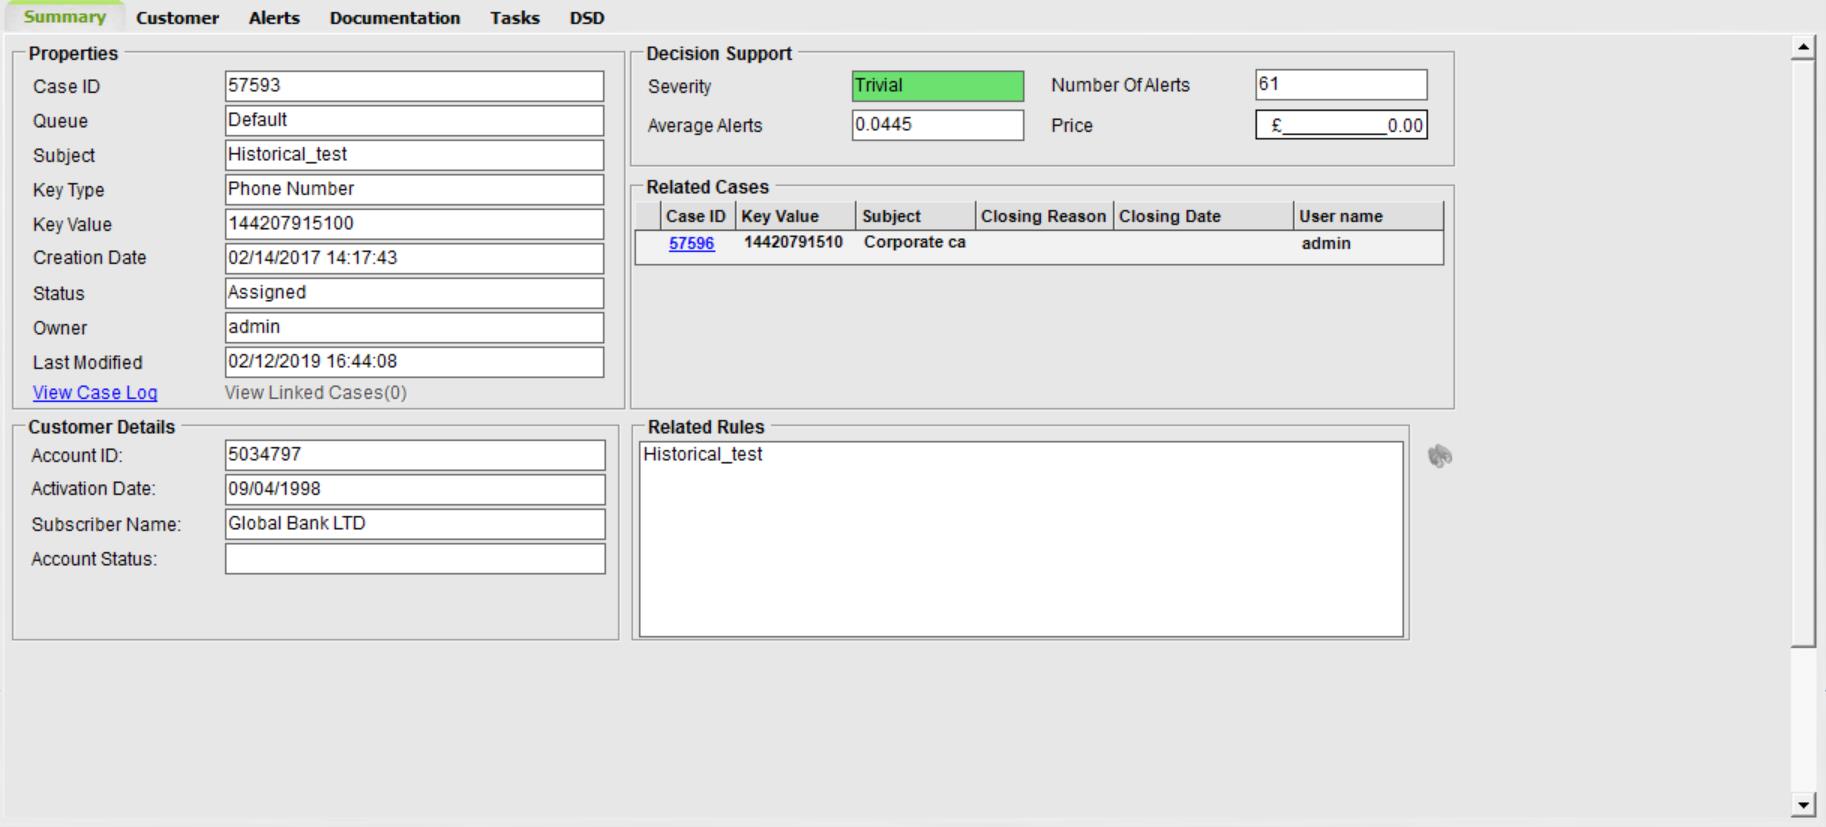 Summary Customer Alerts Documentation Tasks DSD
Properties
Case ID 57593
Queue Default
Subject Historical_test
Key Type Phone Number
Key Value 144207915100
Creation Date 02/14/2017 14:17:43
Status Assigned
Owner admin
Last Modified 02/12/2019 16:44:08
View Case Log View Linked Cases(0)
Decision Support
Severity Trivial Number Of Alerts 61
Average Alerts 0.0445 Price £__________0.00
Related Cases
Case ID Key Value Subject Closing Reason Closing Date User name
57596 14420791510 Corporate ca admin
Customer Details
Account ID: 5034797
Activation Date: 09/04/1998
Subscriber Name: Global Bank LTD
Account Status:
Related Rules
Historical_test